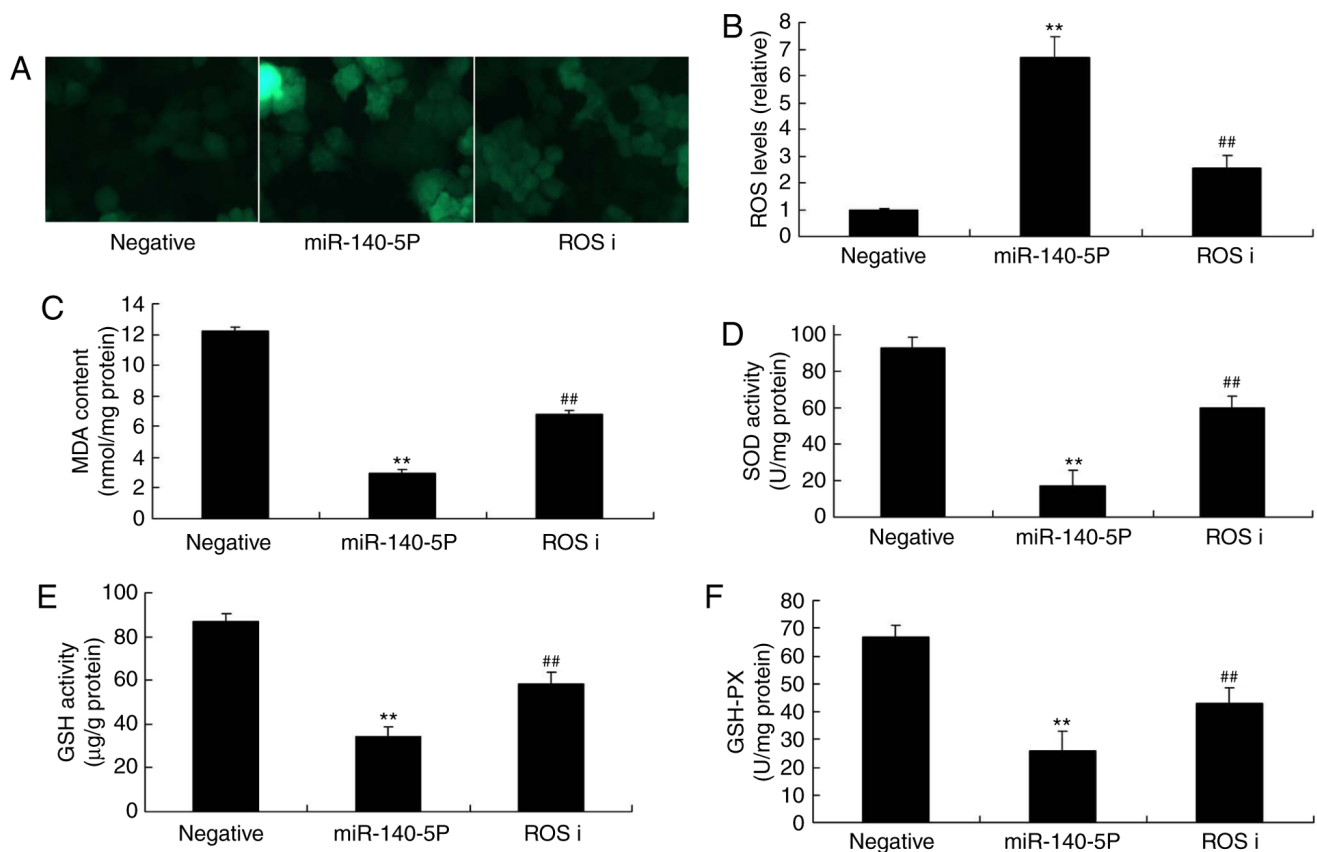 A
Negative
miR-140-5P
ROS i
B
ROS levels (relative)
8
7
6
5
4
3
2
1
0
**
##
Negative
miR-140-5P
ROS i
C
MDA content
(nmol/mg protein)
14
12
10
8
6
4
2
0
**
##
Negative
miR-140-5P
ROS i
D
SOD activity
(U/mg protein)
100
80
60
40
20
0
**
##
Negative
miR-140-5P
ROS i
E
GSH activity
(µg/g protein)
100
80
60
40
20
0
**
##
Negative
miR-140-5P
ROS i
F
GSH-PX
(U/mg protein)
80
70
60
50
40
30
20
10
0
**
##
Negative
miR-140-5P
ROS i